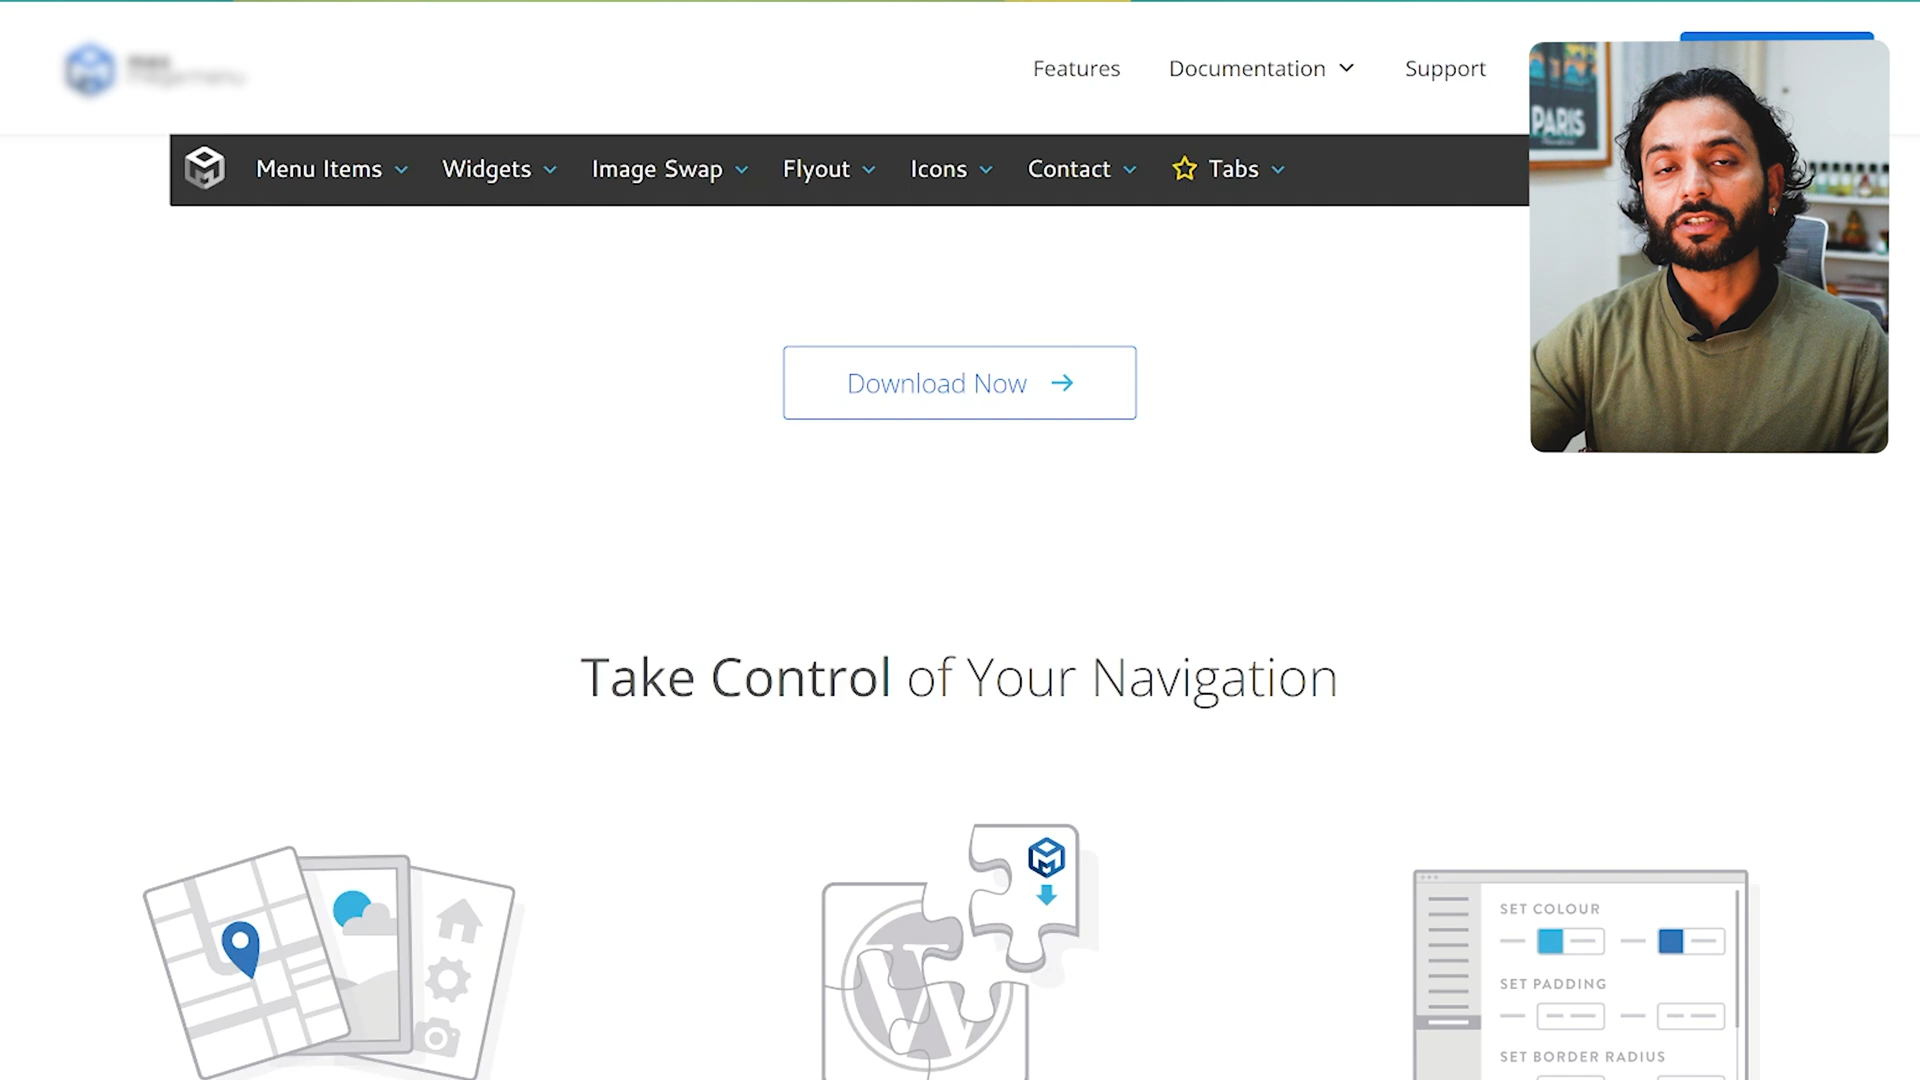 Features Documentation Support
Menu Items Widgets Image Swap Flyout Icons Contact Tabs
PARIS
Download Now
Take Control of Your Navigation
SET COLOUR
SET PADDING
SET BORDER RADIUS